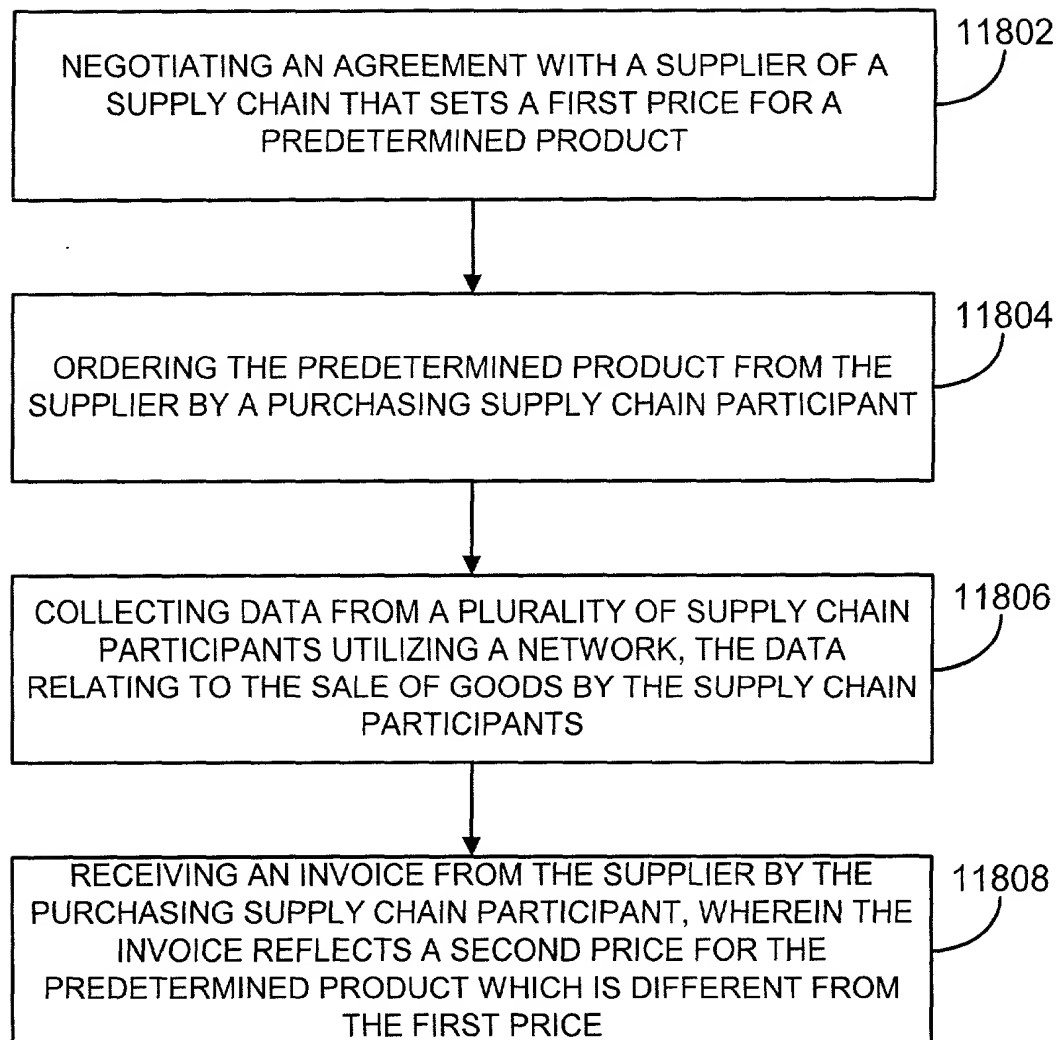 11802
NEGOTIATING AN AGREEMENT WITH A SUPPLIER OF A
SUPPLY CHAIN THAT SETS A FIRST PRICE FOR A
PREDETERMINED PRODUCT
11804
ORDERING THE PREDETERMINED PRODUCT FROM THE
SUPPLIER BY A PURCHASING SUPPLY CHAIN PARTICIPANT
11806
COLLECTING DATA FROM A PLURALITY OF SUPPLY CHAIN
PARTICIPANTS UTILIZING A NETWORK, THE DATA
RELATING TO THE SALE OF GOODS BY THE SUPPLY CHAIN
PARTICIPANTS
11808
RECEIVING AN INVOICE FROM THE SUPPLIER BY THE
PURCHASING SUPPLY CHAIN PARTICIPANT, WHEREIN THE
INVOICE REFLECTS A SECOND PRICE FOR THE
PREDETERMINED PRODUCT WHICH IS DIFFERENT FROM
THE FIRST PRICE